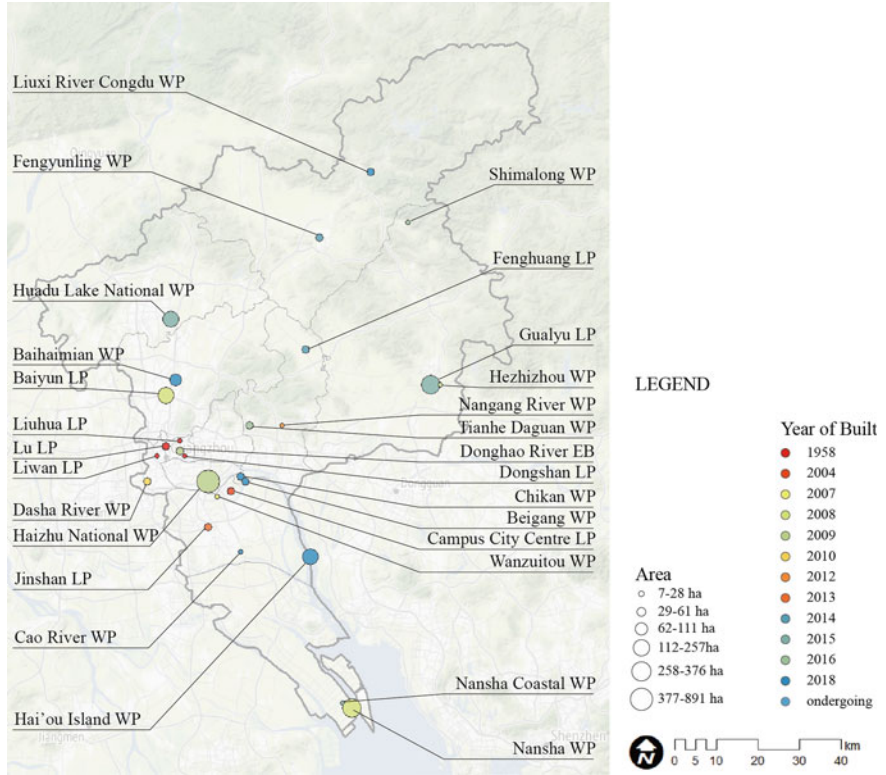 Liuxi River Congdu WP
Qingyuan
Fengyunling WP
Shimalong WP
Fenghuang LP
Huadu Lake National WP
Gualyu LP
Baihaimian WP
Hezhizhou WP
Baiyun LP
Nangang River WP
Liuhua LP
Tianhe Daguan WP
Lu LP
Donghao River EB
Liwan LP
Dongshan LP
Dongguan
Chikan WP
Dasha River WP
Beigang WP
Haizhu National WP
Campus City Centre LP
Wanzuitou WP
Jinshan LP
Cao River WP
Nansha Coastal WP
Hai'ou Island WP
Jiangmen
Zhongshan
Nansha WP
LEGEND
Year of Built
1958
2004
2007
2008
2009
2010
2012
2013
2014
2015
2016
2018
ondergoing
Area
7-28 ha
29-61 ha
62-111 ha
112-257ha
258-376 ha
377-891 ha
N
0 5 10 20 30 40
km